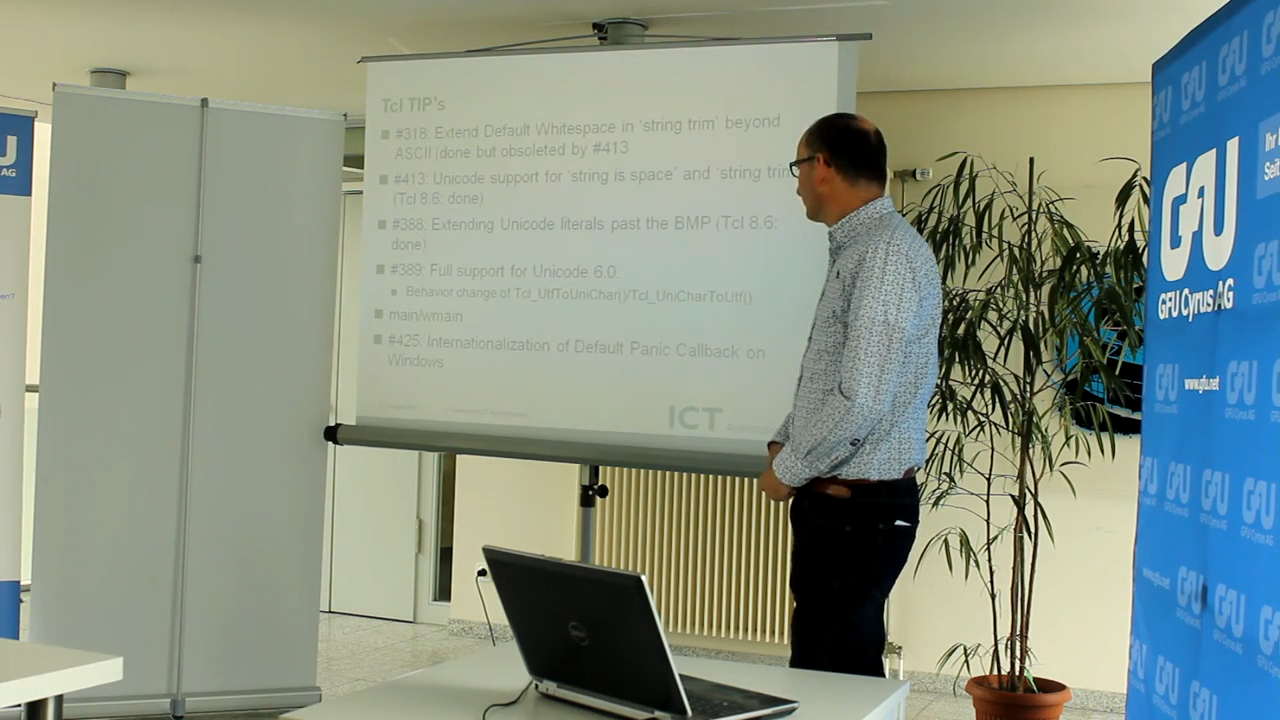 Tcl TIP's
#318: Extend Default Whitespace in 'string trim' beyond
ASCII (done but obsoleted by #413
#413: Unicode support for 'string is space' and 'string trim
(Tcl 8.6: done)
#388: Extending Unicode literals past the BMP (Tcl 8.6:
done)
#389: Full support for Unicode 6.0.
Behavior change of Tcl_UtfToUniChar()/Tcl_UniCharToUtf()
main/wmain
#425: Internationalization of Default Panic Callback on
Windows
ICT
GFU
GFU Cyrus AG
www.gfu.net
Ihr
Seit
AG